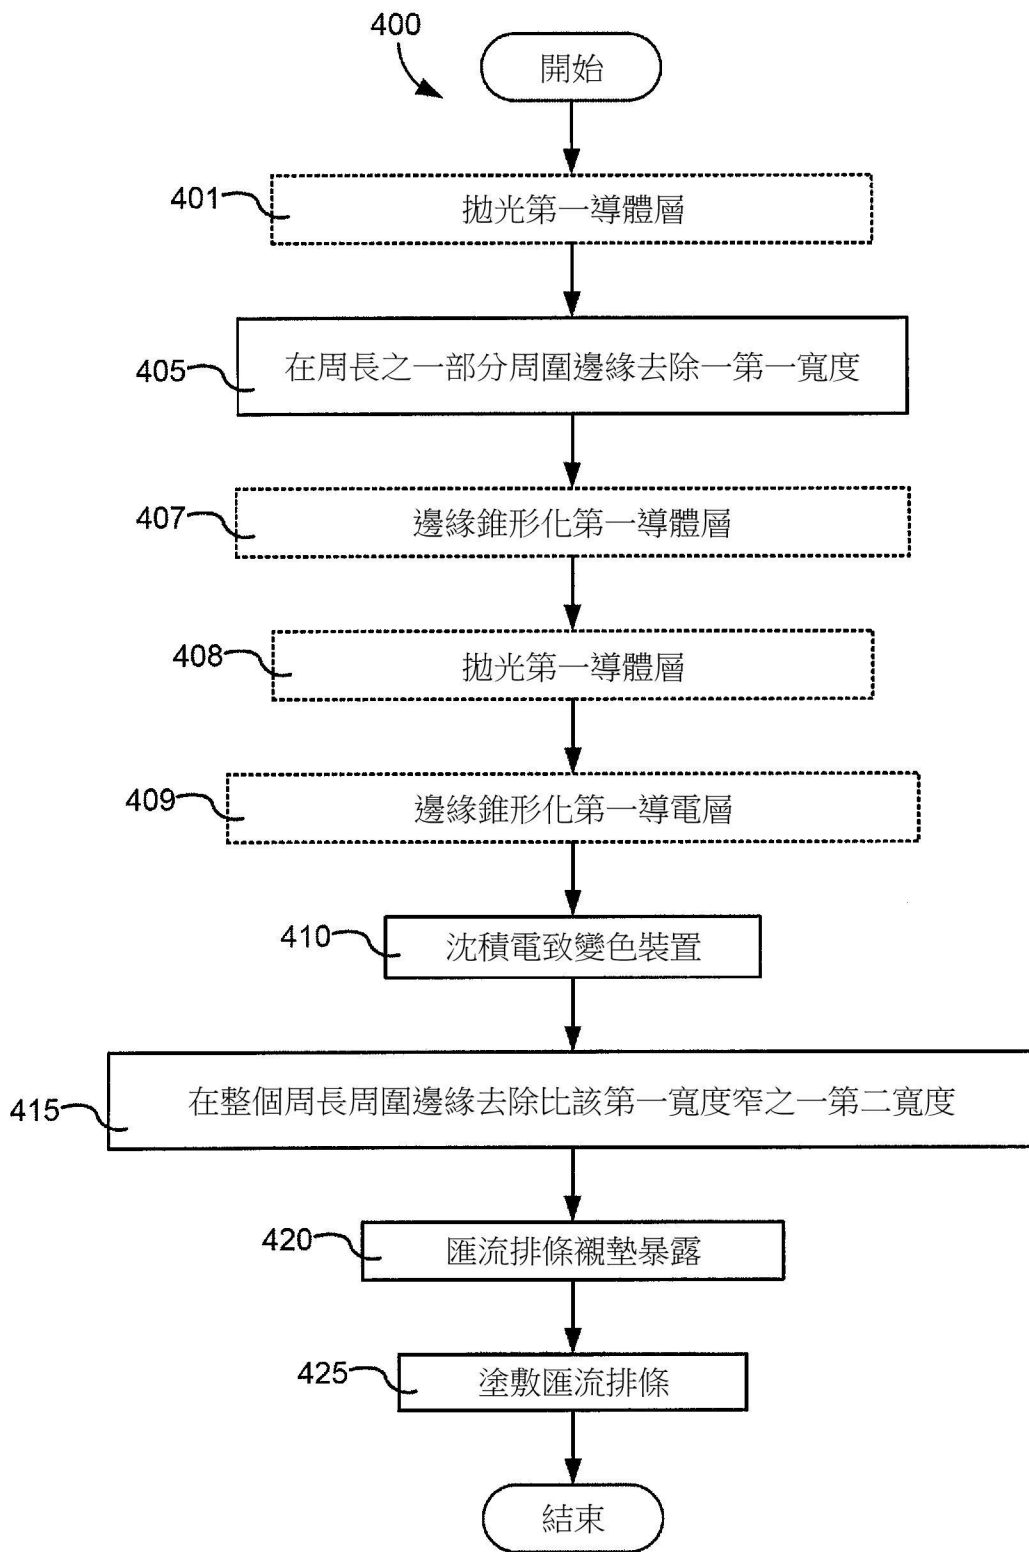 400
開始
401
拋光第一導體層
405
在周長之一部分周圍邊緣去除一第一寬度
407
邊緣錐形化第一導體層
408
拋光第一導體層
409
邊緣錐形化第一導電層
410
沈積電致變色裝置
415
在整個周長周圍邊緣去除比該第一寬度窄之一第二寬度
420
匯流排條襯墊暴露
425
塗敷匯流排條
結束